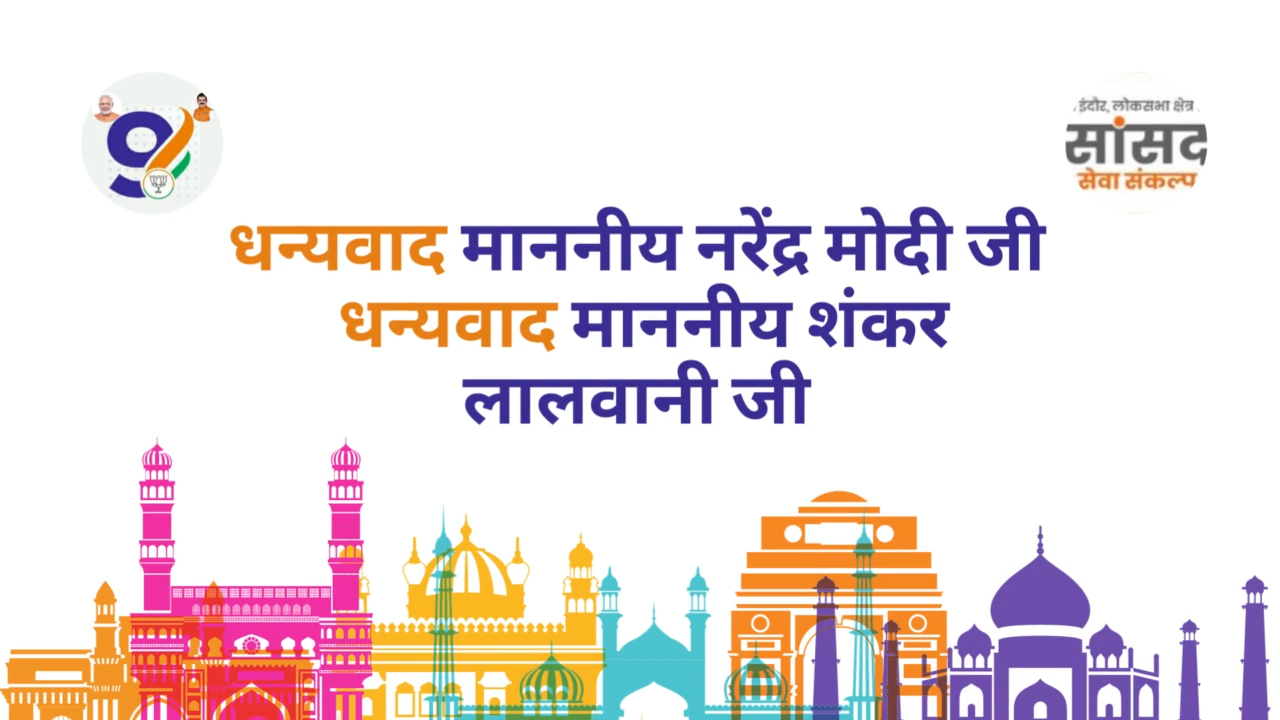 इंदौर, लोकसभा क्षेत्र
सांसद
सेवा संकल्प
धन्यवाद माननीय नरेंद्र मोदी जी
धन्यवाद माननीय शंकर
लालवानी जी